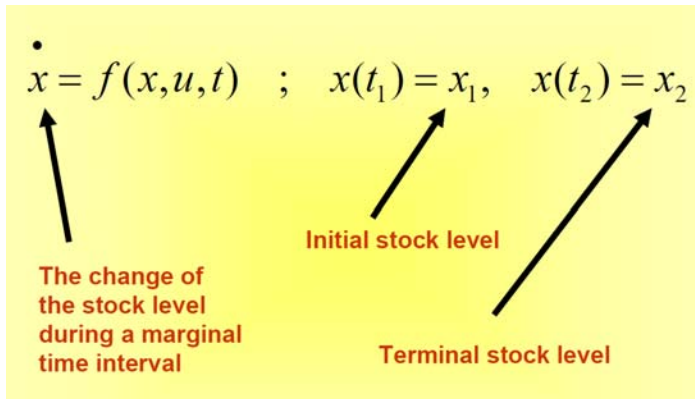 ẋ = f(x,u,t) ; x(t₁) = x₁, x(t₂) = x₂
Initial stock level
The change of
the stock level
during a marginal
time interval
Terminal stock level